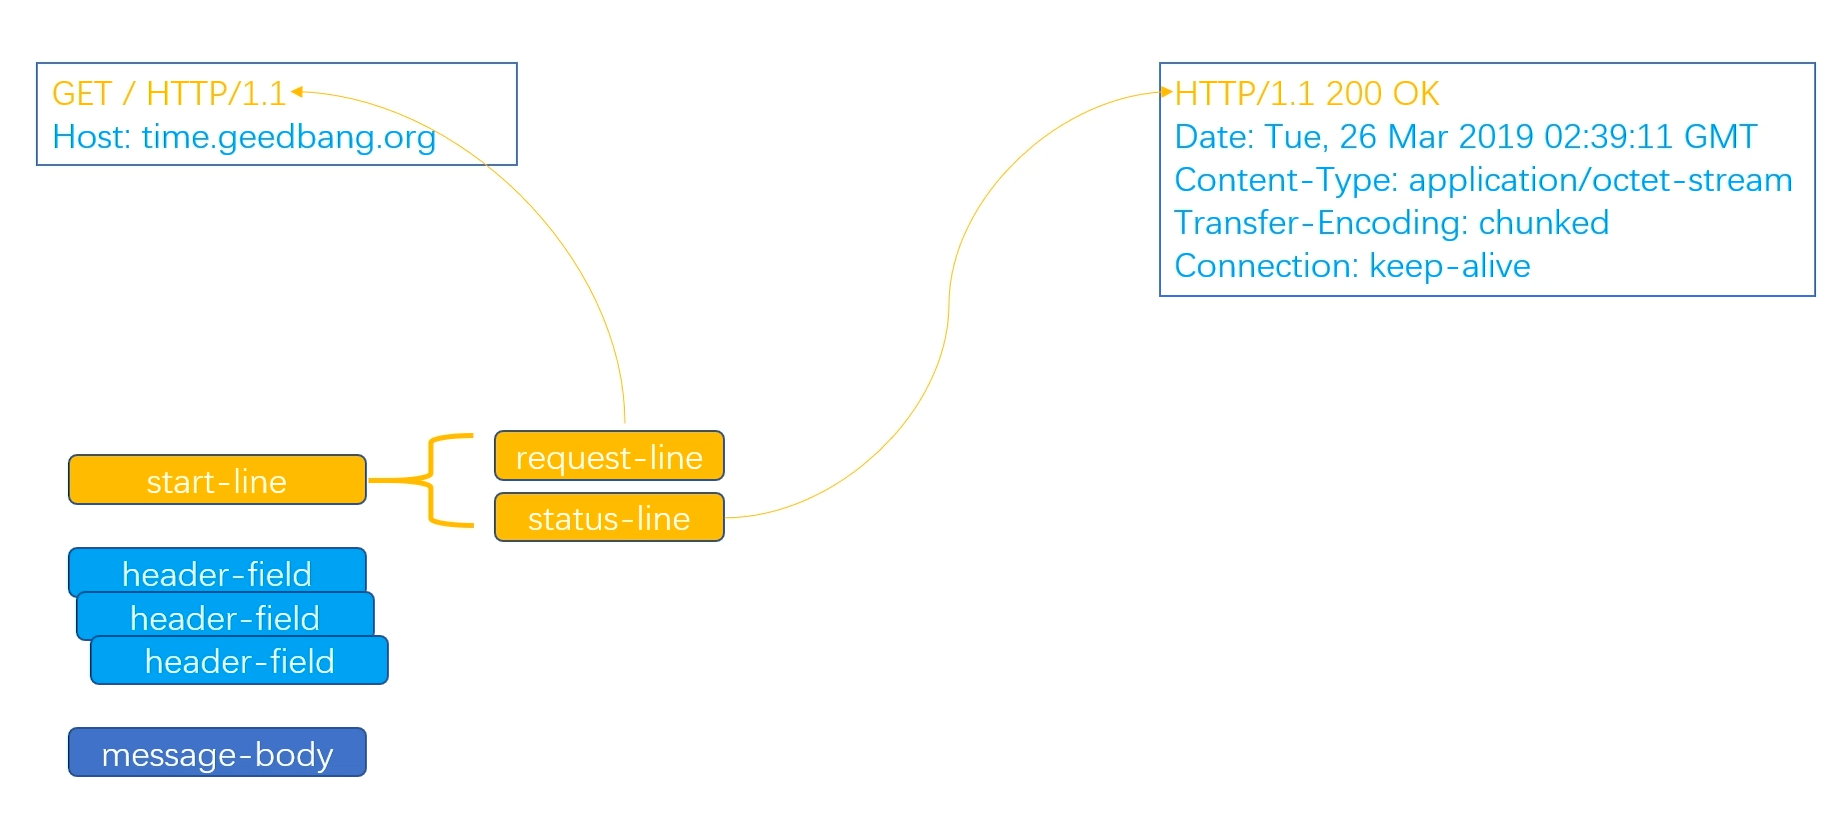 GET / HTTP/1.1
Host: time.geedbang.org
HTTP/1.1 200 OK
Date: Tue, 26 Mar 2019 02:39:11 GMT
Content-Type: application/octet-stream
Transfer-Encoding: chunked
Connection: keep-alive
start-line
request-line
status-line
header-field
header-field
header-field
message-body